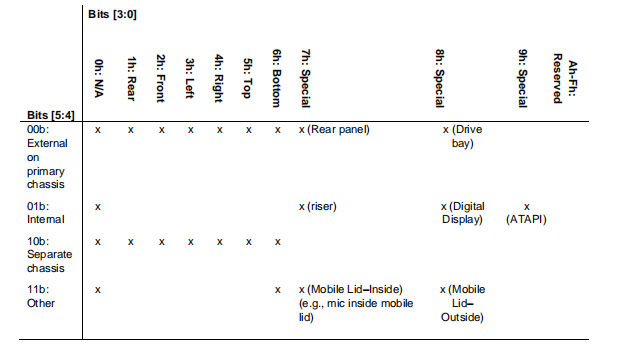 Bits [3:0]
0h: N/A
1h: Rear
2h: Front
3h: Left
4h: Right
5h: Top
6h: Bottom
7h: Special
8h: Special
9h: Special
Ah-Fh:
Reserved
Bits [5:4]
00b: x x x x x x x x (Rear panel) x (Drive
External bay)
on
primary
chassis
01b: x x (riser) x (Digital x
Internal Display) (ATAPI)
10b: x x x x x x x
Separate
chassis
11b: x x x (Mobile Lid–Inside) x (Mobile
Other (e.g., mic inside mobile Lid–
lid) Outside)